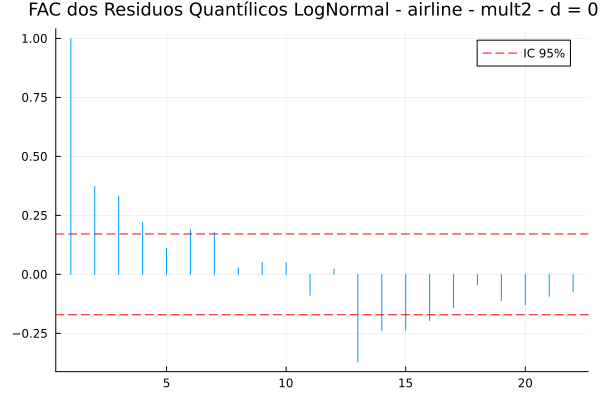 FAC dos Residuos Quantílicos LogNormal - airline - mult2 - d = 0
IC 95%
1.00
0.75
0.50
0.25
0.00
−0.25
5 10 15 20